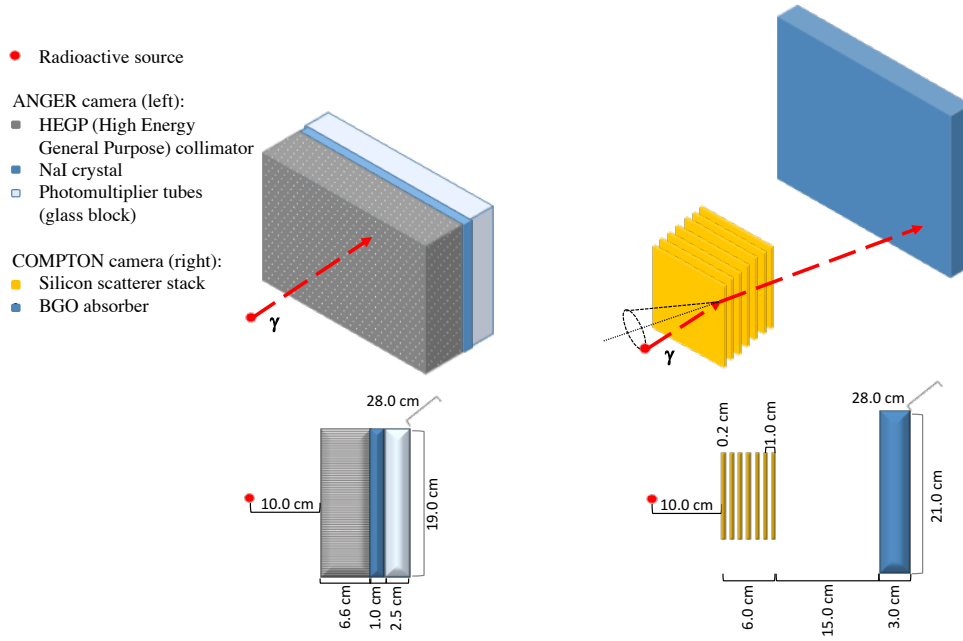 Radioactive source
ANGER camera (left):
HEGP (High Energy
General Purpose) collimator
NaI crystal
Photomultiplier tubes
(glass block)
COMPTON camera (right):
Silicon scatterer stack
BGO absorber
γ
γ
28.0 cm
10.0 cm
19.0 cm
6.6 cm
1.0 cm
2.5 cm
28.0 cm
0.2 cm
1.0 cm
10.0 cm
21.0 cm
6.0 cm
15.0 cm
3.0 cm